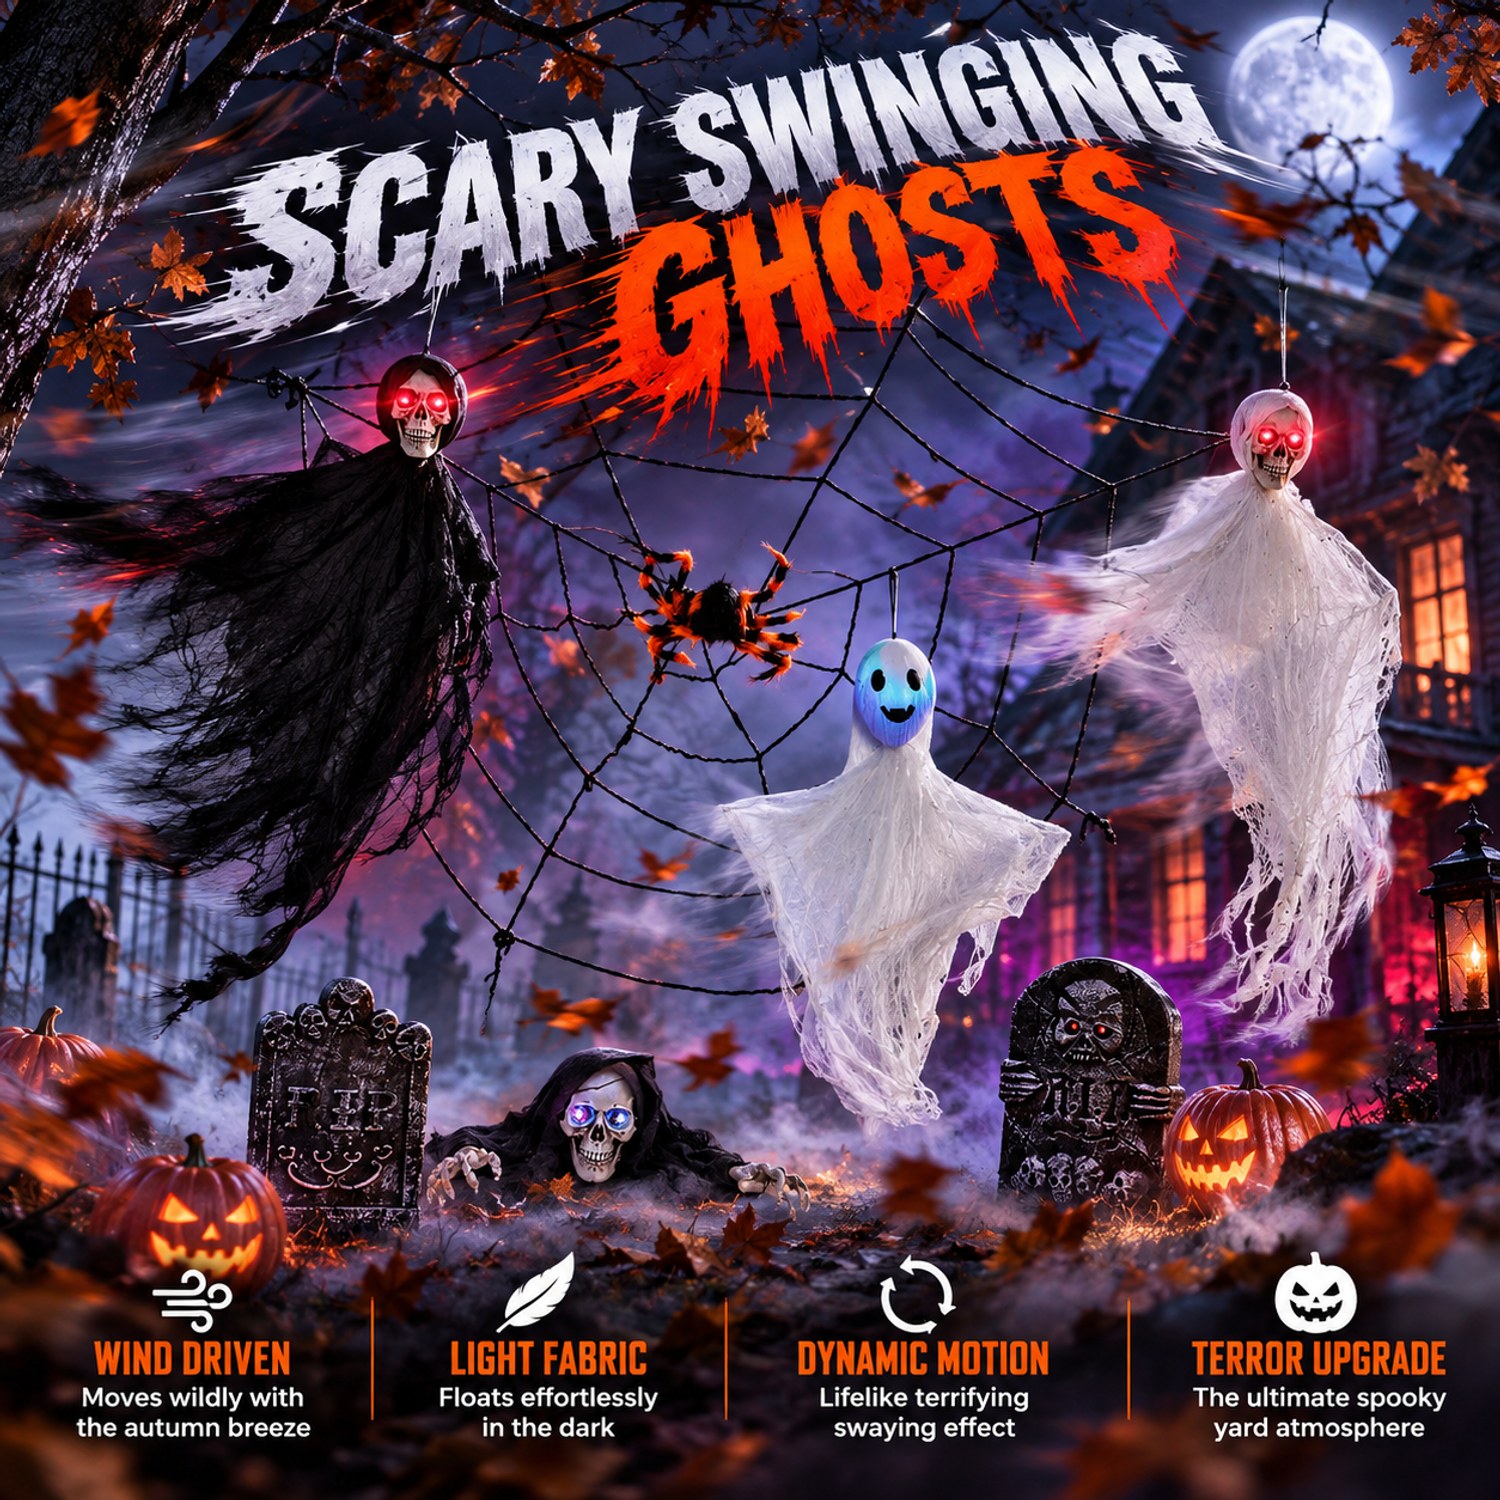 SCARY SWINGING
GHOSTS
RIP
WIND DRIVEN
Moves wildly with
the autumn breeze
LIGHT FABRIC
Floats effortlessly
in the dark
DYNAMIC MOTION
Lifelike terrifying
swaying effect
TERROR UPGRADE
The ultimate spooky
yard atmosphere